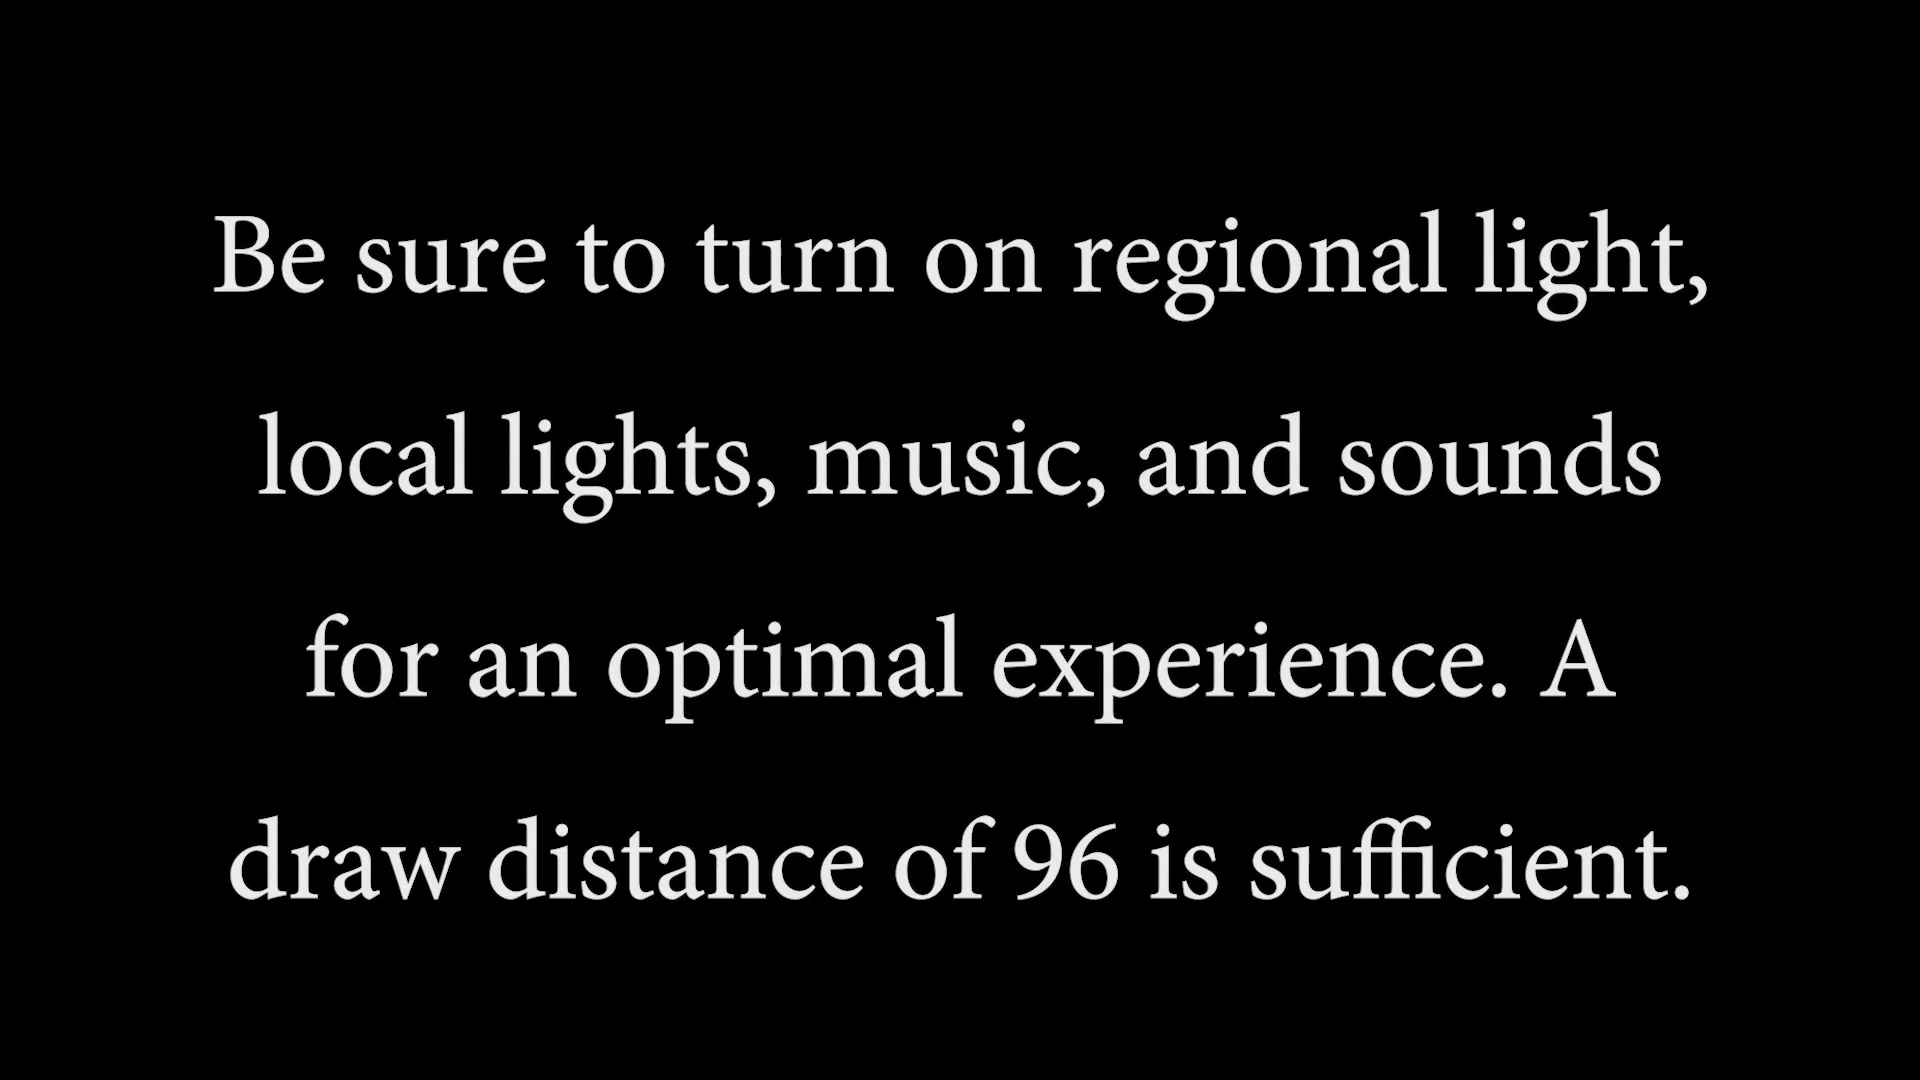 Be sure to turn on regional light,
local lights, music, and sounds
for an optimal experience. A
draw distance of 96 is sufficient.